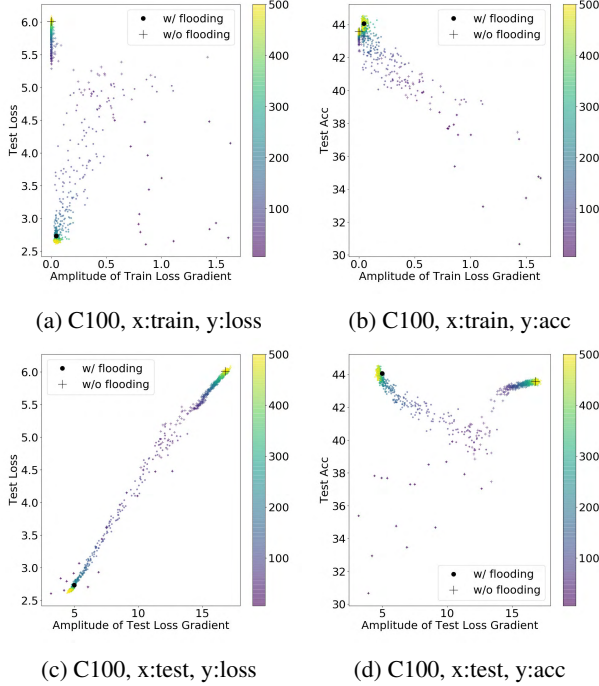 w/ flooding
w/o flooding
6.0
5.5
5.0
4.5
4.0
3.5
3.0
2.5
Test Loss
0.0 0.5 1.0 1.5
Amplitude of Train Loss Gradient
500
400
300
200
100
(a) C100, x:train, y:loss
w/ flooding
w/o flooding
44
42
40
38
36
34
32
30
Test Acc
0.0 0.5 1.0 1.5
Amplitude of Train Loss Gradient
500
400
300
200
100
(b) C100, x:train, y:acc
w/ flooding
w/o flooding
6.0
5.5
5.0
4.5
4.0
3.5
3.0
2.5
Test Loss
5 10 15
Amplitude of Test Loss Gradient
500
400
300
200
100
(c) C100, x:test, y:loss
44
42
40
38
36
34
32
30
Test Acc
w/ flooding
w/o flooding
5 10 15
Amplitude of Test Loss Gradient
500
400
300
200
100
(d) C100, x:test, y:acc